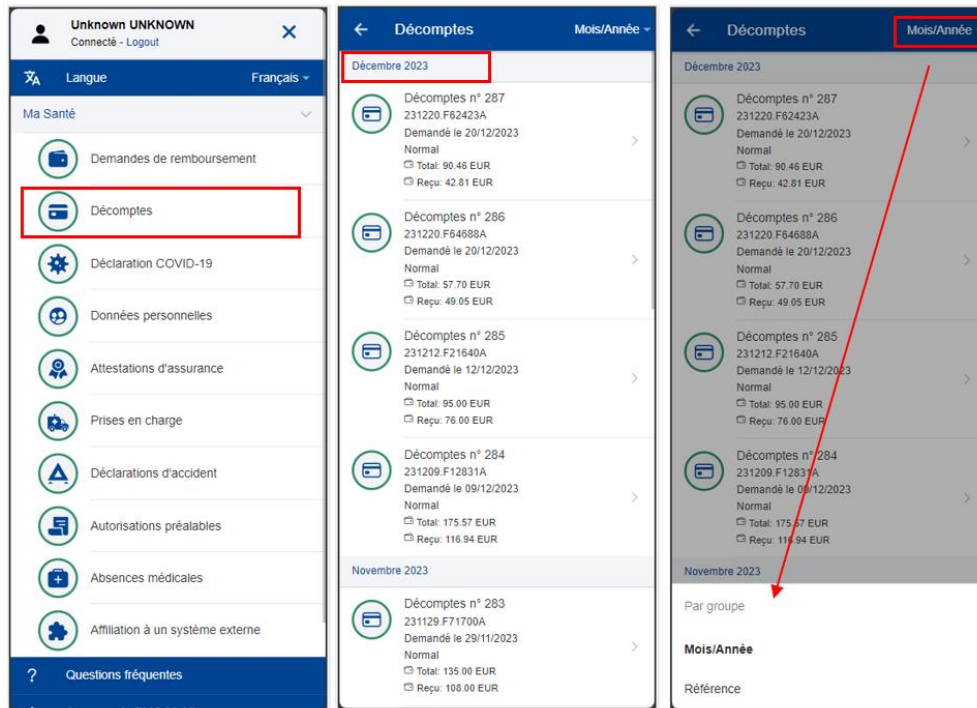 Unknown UNKNOWN
Connecté - Logout
Langue
Français
Ma Santé
Demandes de remboursement
Décomptes
Déclaration COVID-19
Données personnelles
Attestations d'assurance
Prises en charge
Déclarations d'accident
Autorisations préalables
Absences médicales
Affiliation à un système externe
? Questions fréquentes
Décomptes
Mois/Année
Décembre 2023
Décomptes n° 287
231220.F62423A
Demandé le 20/12/2023
Normal
Total: 90.46 EUR
Reçu: 42.81 EUR
Décomptes n° 286
231220.F64688A
Demandé le 20/12/2023
Normal
Total: 57.70 EUR
Reçu: 49.05 EUR
Décomptes n° 285
231212.F21640A
Demandé le 12/12/2023
Normal
Total: 95.00 EUR
Reçu: 76.00 EUR
Décomptes n° 284
231209.F12831A
Demandé le 09/12/2023
Normal
Total: 175.57 EUR
Reçu: 116.94 EUR
Novembre 2023
Décomptes n° 283
231129.F71700A
Demandé le 29/11/2023
Normal
Total: 135.00 EUR
Reçu: 108.00 EUR
Décomptes
Mois/Année
Décembre 2023
Décomptes n° 287
231220.F62423A
Demandé le 20/12/2023
Normal
Total: 90.46 EUR
Reçu: 42.81 EUR
Décomptes n° 286
231220.F64688A
Demandé le 20/12/2023
Normal
Total: 57.70 EUR
Reçu: 49.05 EUR
Décomptes n° 285
231212.F21640A
Demandé le 12/12/2023
Normal
Total: 95.00 EUR
Reçu: 76.00 EUR
Décomptes n° 284
231209.F12831A
Demandé le 09/12/2023
Normal
Total: 175.57 EUR
Reçu: 116.94 EUR
Novembre 2023
Par groupe
Mois/Année
Référence